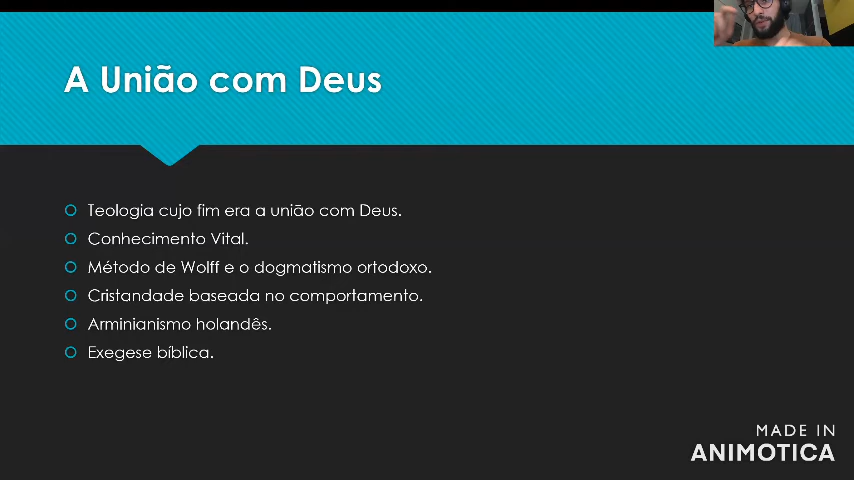 A União com Deus
Teologia cujo fim era a união com Deus.
Conhecimento Vital.
Método de Wolff e o dogmatismo ortodoxo.
Cristandade baseada no comportamento.
Arminianismo holandês.
Exegese bíblica.
MADE IN
ANIMOTICA